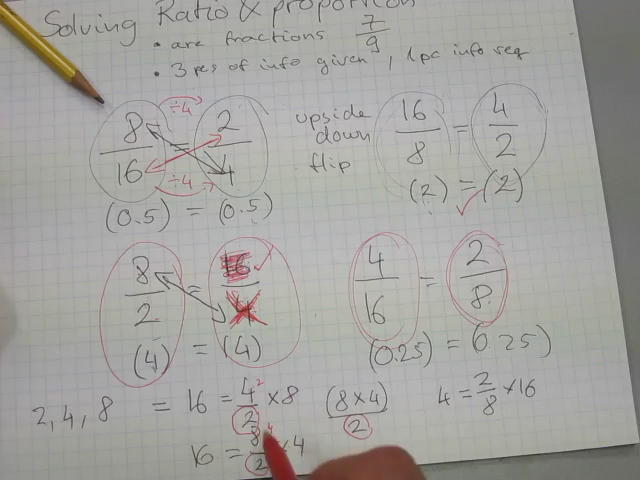 Solving Ratio & proportion
• are fractions 7/9
• 3 pcs of info given, 1 pc info req
÷4
8/16 = 2/4
÷4
(0.5) = (0.5)
upside
down
flip
16/8 = 4/2
(2) = (2)
8/2 = 16/4
(4) = (4)
4/16 = 2/8
(0.25) = 0.25)
2, 4, 8 = 16 = 4/2 × 8 (8×4)/2
16 = 8/2 × 4
4 = 2/8 × 16